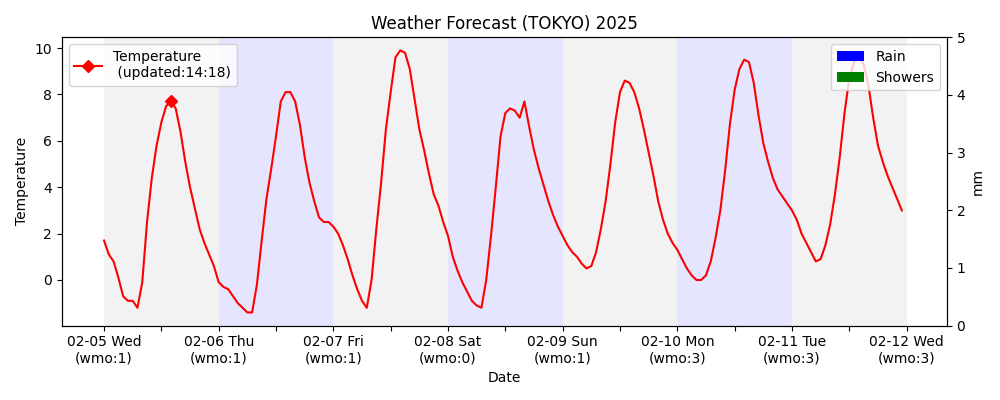 Weather Forecast (TOKYO) 2025
Temperature
(updated:14:18)
Rain
Showers
Temperature
10
8
6
4
2
0
5
4
3
2
1
0
mm
02-05 Wed
(wmo:1)
02-06 Thu
(wmo:1)
02-07 Fri
(wmo:1)
02-08 Sat
(wmo:0)
02-09 Sun
(wmo:1)
02-10 Mon
(wmo:3)
02-11 Tue
(wmo:3)
02-12 Wed
(wmo:3)
Date